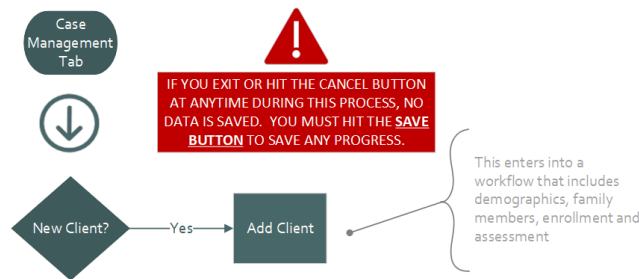 Case
Management
Tab
IF YOU EXIT OR HIT THE CANCEL BUTTON
AT ANYTIME DURING THIS PROCESS, NO
DATA IS SAVED. YOU MUST HIT THE SAVE
BUTTON TO SAVE ANY PROGRESS.
This enters into a
workflow that includes
demographics, family
members, enrollment and
assessment
New Client?
Yes
Add Client